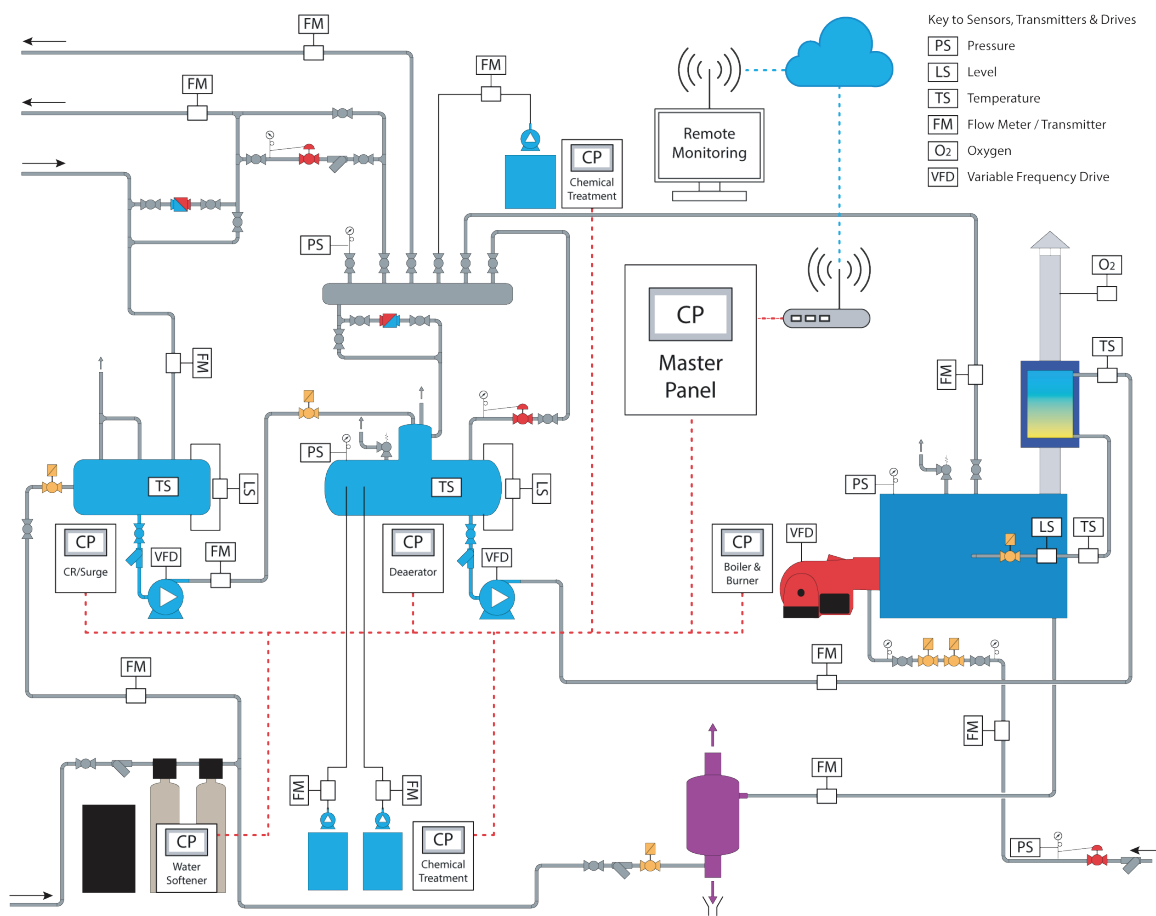 FM
Key to Sensors, Transmitters & Drives
PS Pressure
LS Level
TS Temperature
FM Flow Meter / Transmitter
O2 Oxygen
VFD Variable Frequency Drive
FM
FM
Remote
Monitoring
CP
Chemical
Treatment
PS
O2
CP
Master
Panel
FM
TS
FM
PS
TS
LS
PS
TS
LS
CP
CR/Surge
VFD
FM
CP
Deaerator
VFD
CP
Boiler &
Burner
VFD
LS
TS
FM
FM
FM
FM
FM
FM
CP
Water
Softener
CP
Chemical
Treatment
PS